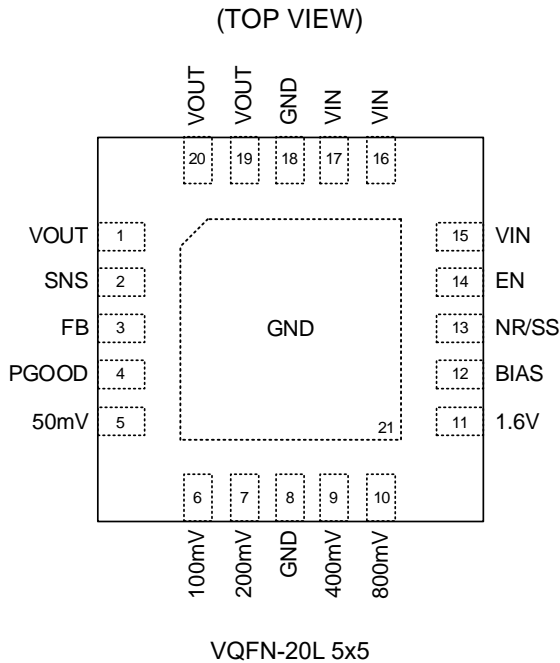 (TOP VIEW)
VOUT
VOUT
GND
VIN
VIN
20
19
18
17
16
VOUT 1
15 VIN
SNS 2
14 EN
FB 3
GND
13 NR/SS
PGOOD 4
12 BIAS
50mV 5
21
11 1.6V
6
7
8
9
10
100mV
200mV
GND
400mV
800mV
VQFN-20L 5x5